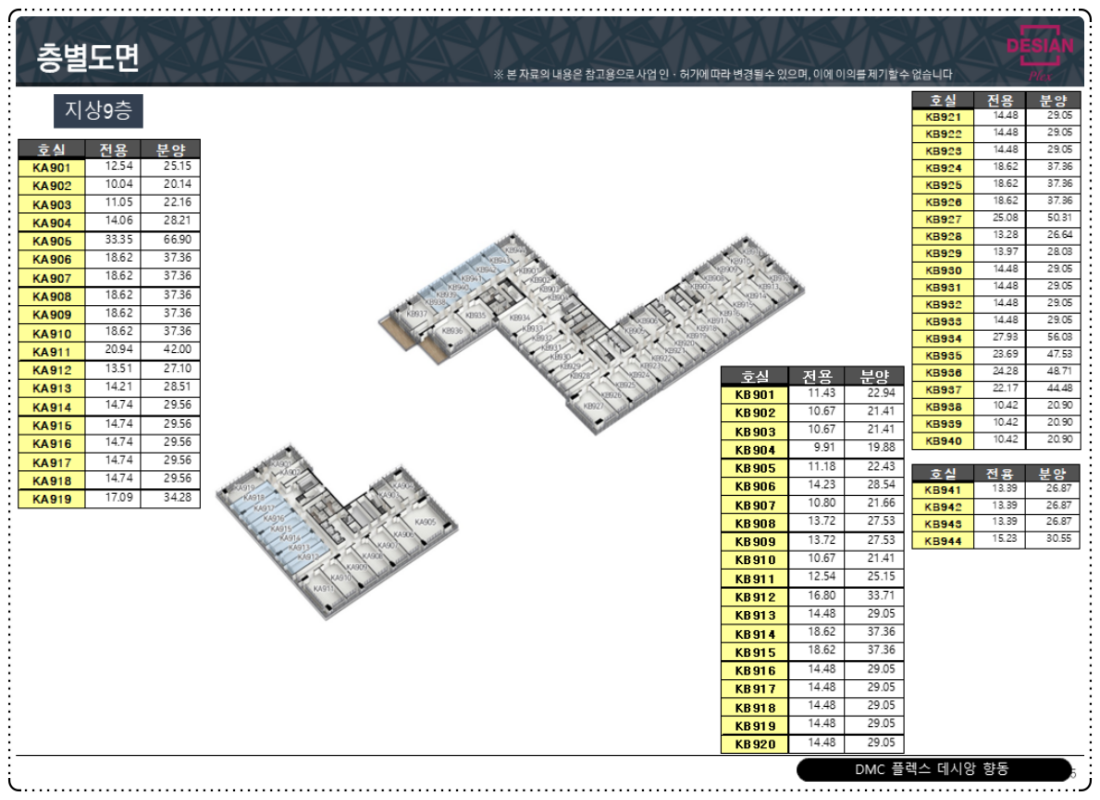 층별도면
※ 본 자료의 내용은 참고용으로 사업 인·허가에 따라 변경될 수 있으며, 이에 이의를 제기할 수 없습니다
DESIAN
Flex
지상9층
호실 전용 분양
KA901 12.54 25.15
KA902 10.04 20.14
KA903 11.05 22.16
KA904 14.06 28.21
KA905 33.35 66.90
KA906 18.62 37.36
KA907 18.62 37.36
KA908 18.62 37.36
KA909 18.62 37.36
KA910 18.62 37.36
KA911 20.94 42.00
KA912 13.51 27.10
KA913 14.21 28.51
KA914 14.74 29.56
KA915 14.74 29.56
KA916 14.74 29.56
KA917 14.74 29.56
KA918 14.74 29.56
KA919 17.09 34.28
호실 전용 분양
KB901 11.43 22.94
KB902 10.67 21.41
KB903 10.67 21.41
KB904 9.91 19.88
KB905 11.18 22.43
KB906 14.23 28.54
KB907 10.80 21.66
KB908 13.72 27.53
KB909 13.72 27.53
KB910 10.67 21.41
KB911 12.54 25.15
KB912 16.80 33.71
KB913 14.48 29.05
KB914 18.62 37.36
KB915 18.62 37.36
KB916 14.48 29.05
KB917 14.48 29.05
KB918 14.48 29.05
KB919 14.48 29.05
KB920 14.48 29.05
호실 전용 분양
KB921 14.48 29.05
KB922 14.48 29.05
KB923 14.48 29.05
KB924 18.62 37.36
KB925 18.62 37.36
KB926 18.62 37.36
KB927 25.08 50.31
KB928 13.28 26.64
KB929 13.97 28.03
KB930 14.48 29.05
KB931 14.48 29.05
KB932 14.48 29.05
KB933 14.48 29.05
KB934 27.93 56.03
KB935 23.69 47.53
KB936 24.28 48.71
KB937 22.17 44.48
KB938 10.42 20.90
KB939 10.42 20.90
KB940 10.42 20.90
호실 전용 분양
KB941 13.39 26.87
KB942 13.39 26.87
KB943 13.39 26.87
KB944 15.23 30.55
KB937
KB936
KB935
KB934
KB927
KA905
KA911
DMC 플렉스 데시앙 향동